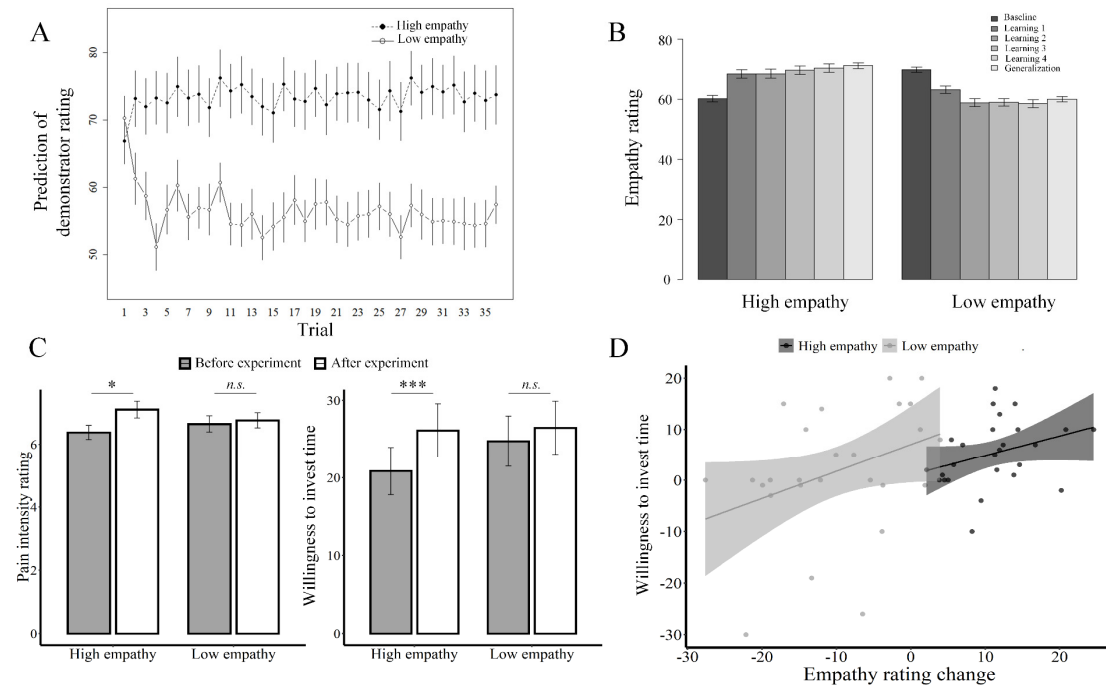 A
High empathy
Low empathy
Prediction of
demonstrator rating
80
70
60
50
1 3 5 7 9 11 13 15 17 19 21 23 25 27 29 31 33 35
Trial
B
Baseline
Learning 1
Learning 2
Learning 3
Learning 4
Generalization
Empathy rating
80
60
40
20
0
High empathy
Low empathy
C
Before experiment
After experiment
*
n.s.
Pain intensity rating
6
4
2
0
High empathy
Low empathy
***
n.s.
Willingness to invest time
30
20
10
0
High empathy
Low empathy
D
High empathy
Low empathy
Willingness to invest time
20
10
0
-10
-20
-30
-30 -20 -10 0 10 20
Empathy rating change